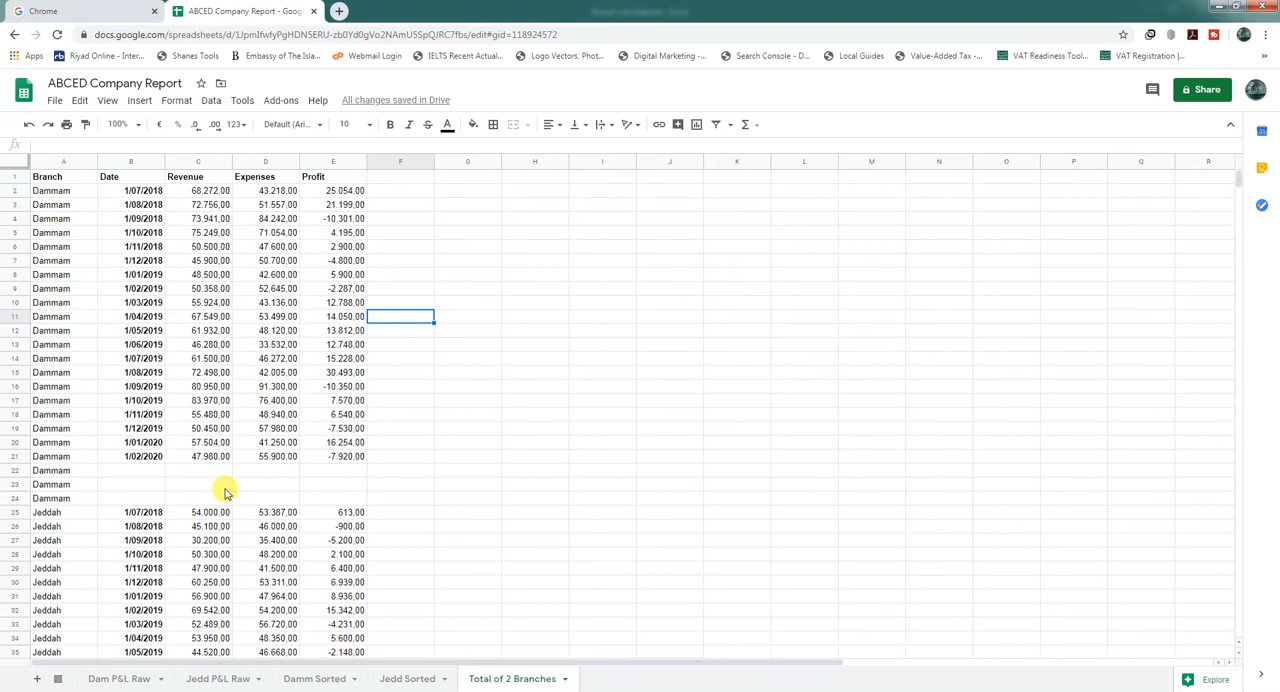 Chrome
ABCED Company Report - Goog
docs.google.com/spreadsheets/d/1JpmIfwfyPgHDN5ERU-zb0Yd0gVo2NAmU5SpQJRC7fbs/edit#gid=118924572
Apps Riyad Online - Inter... Shanes Tools Embassy of The Isla... Webmail Login IELTS Recent Actual... Logo Vectors, Phot... Digital Marketing -... Search Console - D... Local Guides Value-Added Tax -... VAT Readiness Tool... VAT Registration |... »
ABCED Company Report
Share
File Edit View Insert Format Data Tools Add-ons Help All changes saved in Drive
100% € % .0 .00 123 Default (Ari... 10 B I S A Σ
fx
A B C D E F G H I J K L M N O P Q R
1 Branch Date Revenue Expenses Profit
2 Dammam 1/07/2018 68.272,00 43.218,00 25.054,00
3 Dammam 1/08/2018 72.756,00 51.557,00 21.199,00
4 Dammam 1/09/2018 73.941,00 84.242,00 -10.301,00
5 Dammam 1/10/2018 75.249,00 71.054,00 4.195,00
6 Dammam 1/11/2018 50.500,00 47.600,00 2.900,00
7 Dammam 1/12/2018 45.900,00 50.700,00 -4.800,00
8 Dammam 1/01/2019 48.500,00 42.600,00 5.900,00
9 Dammam 1/02/2019 50.358,00 52.645,00 -2.287,00
10 Dammam 1/03/2019 55.924,00 43.136,00 12.788,00
11 Dammam 1/04/2019 67.549,00 53.499,00 14.050,00
12 Dammam 1/05/2019 61.932,00 48.120,00 13.812,00
13 Dammam 1/06/2019 46.280,00 33.532,00 12.748,00
14 Dammam 1/07/2019 61.500,00 46.272,00 15.228,00
15 Dammam 1/08/2019 72.498,00 42.005,00 30.493,00
16 Dammam 1/09/2019 80.950,00 91.300,00 -10.350,00
17 Dammam 1/10/2019 83.970,00 76.400,00 7.570,00
18 Dammam 1/11/2019 55.480,00 48.940,00 6.540,00
19 Dammam 1/12/2019 50.450,00 57.980,00 -7.530,00
20 Dammam 1/01/2020 57.504,00 41.250,00 16.254,00
21 Dammam 1/02/2020 47.980,00 55.900,00 -7.920,00
22 Dammam
23 Dammam
24 Dammam
25 Jeddah 1/07/2018 54.000,00 53.387,00 613,00
26 Jeddah 1/08/2018 45.100,00 46.000,00 -900,00
27 Jeddah 1/09/2018 30.200,00 35.400,00 -5.200,00
28 Jeddah 1/10/2018 50.300,00 48.200,00 2.100,00
29 Jeddah 1/11/2018 47.900,00 41.500,00 6.400,00
30 Jeddah 1/12/2018 60.250,00 53.311,00 6.939,00
31 Jeddah 1/01/2019 56.900,00 47.964,00 8.936,00
32 Jeddah 1/02/2019 69.542,00 54.200,00 15.342,00
33 Jeddah 1/03/2019 52.489,00 56.720,00 -4.231,00
34 Jeddah 1/04/2019 53.950,00 48.350,00 5.600,00
35 Jeddah 1/05/2019 44.520,00 46.668,00 -2.148,00
Dam P&L Raw Jedd P&L Raw Damm Sorted Jedd Sorted Total of 2 Branches Explore